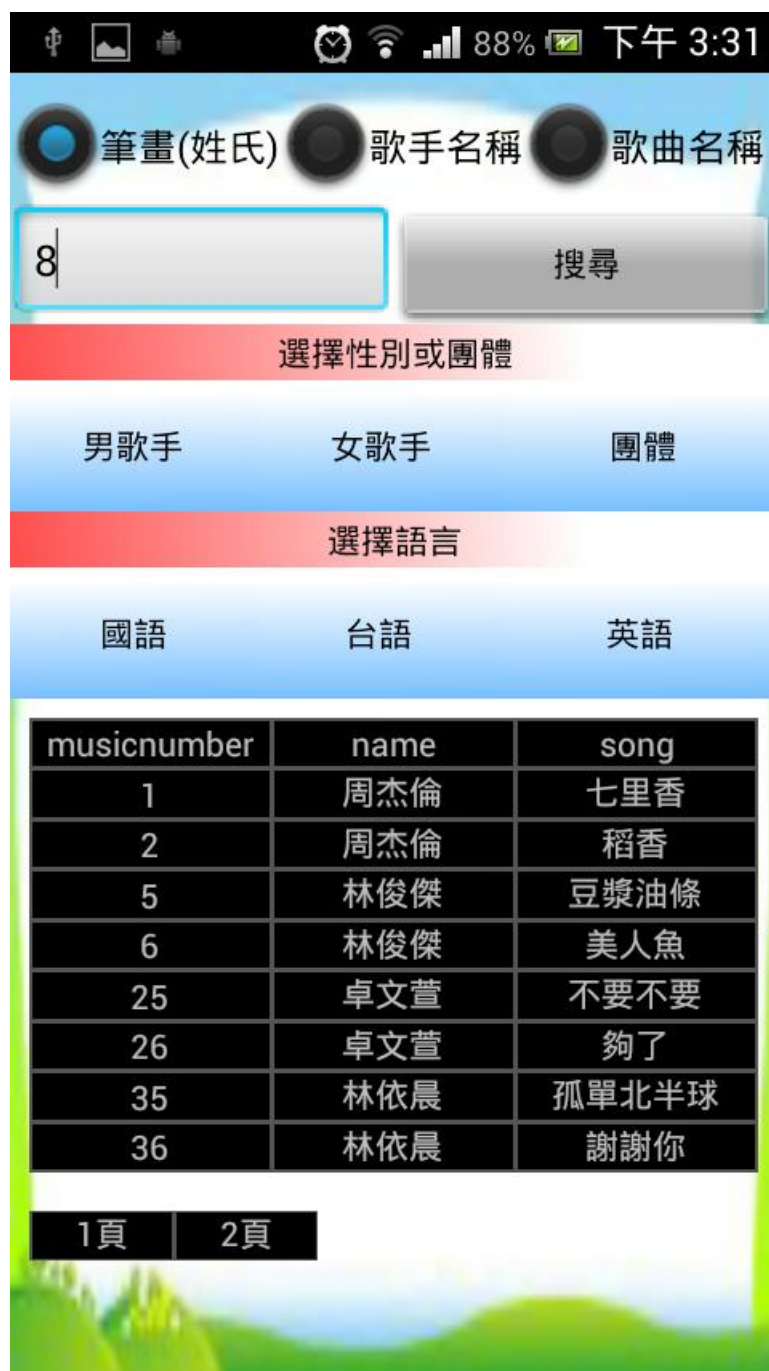 88% 下午 3:31
筆畫(姓氏) 歌手名稱 歌曲名稱
8 搜尋
選擇性別或團體
男歌手 女歌手 團體
選擇語言
國語 台語 英語
musicnumber name song
1 周杰倫 七里香
2 周杰倫 稻香
5 林俊傑 豆漿油條
6 林俊傑 美人魚
25 卓文萱 不要不要
26 卓文萱 夠了
35 林依晨 孤單北半球
36 林依晨 謝謝你
1頁 2頁